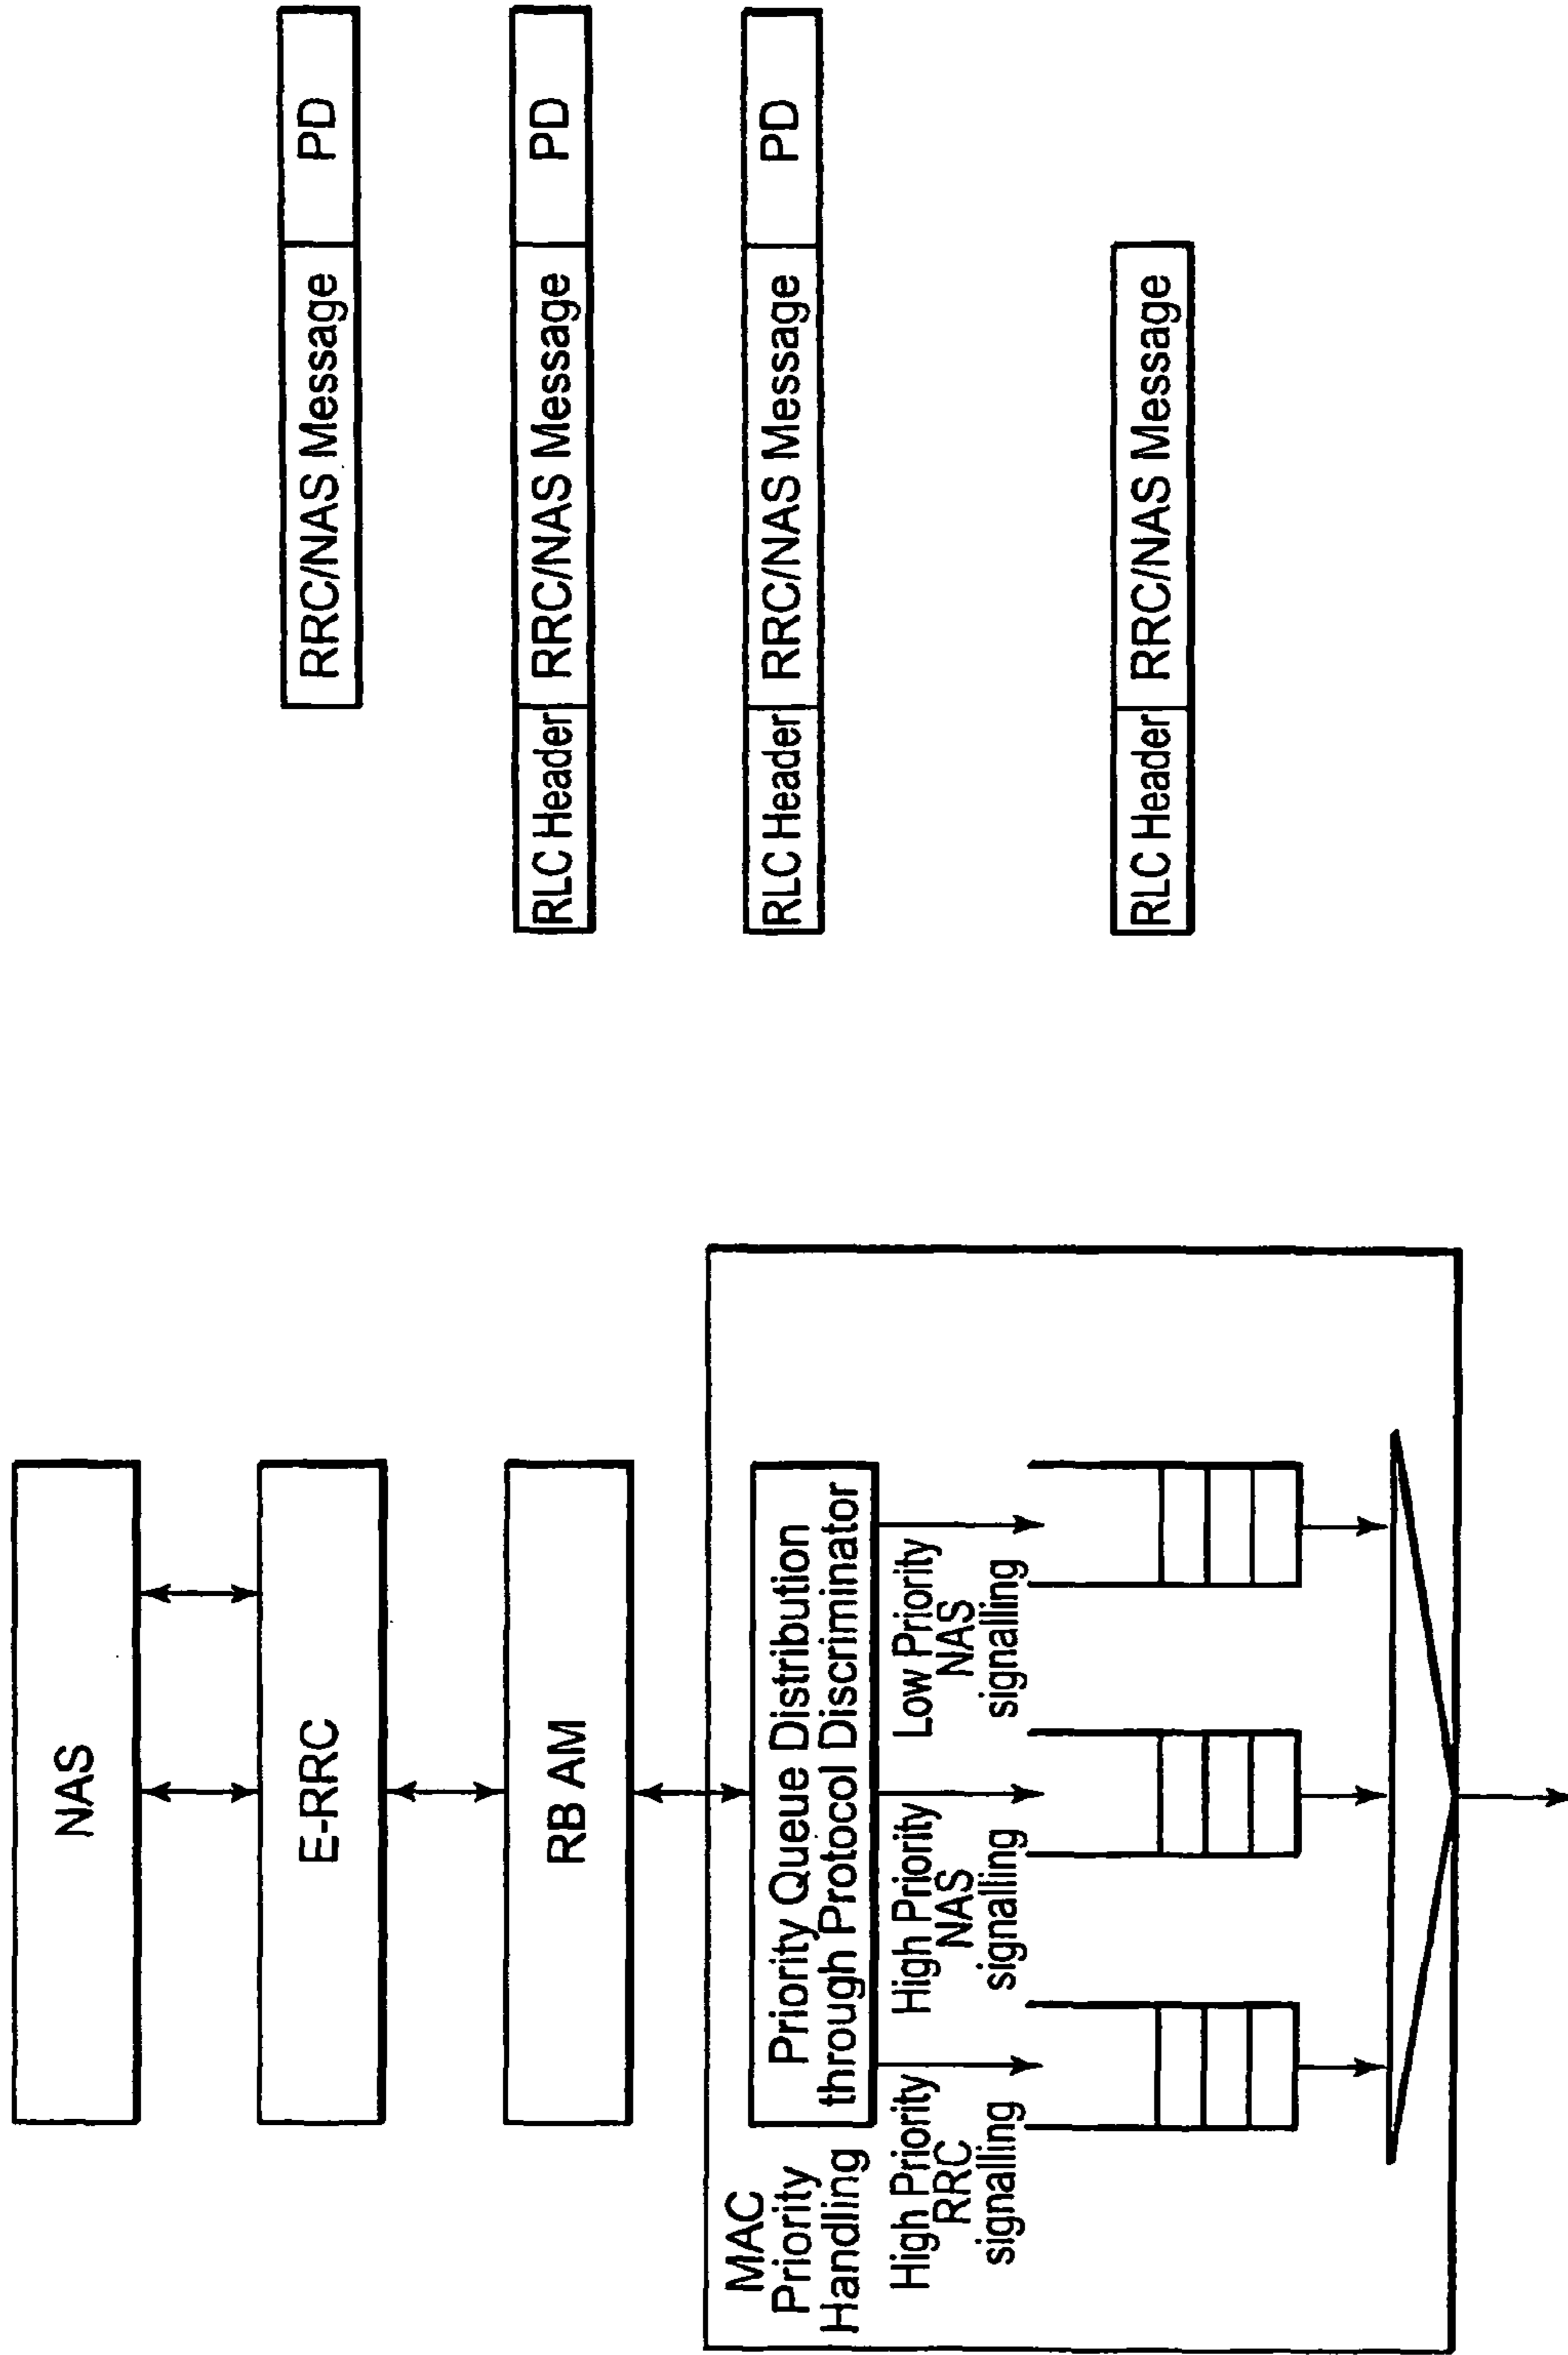 NAS
E-RRC
RB AM
MAC
Priority
Handling
Priority Queue Distribution
through Protocol Discriminator
High Priority
RRC
signalling
High Priority
NAS
signalling
Low Priority
NAS
signalling
RRC/NAS Message PD
RLC Header RRC/NAS Message PD
RLC Header RRC/NAS Message PD
RLC Header RRC/NAS Message